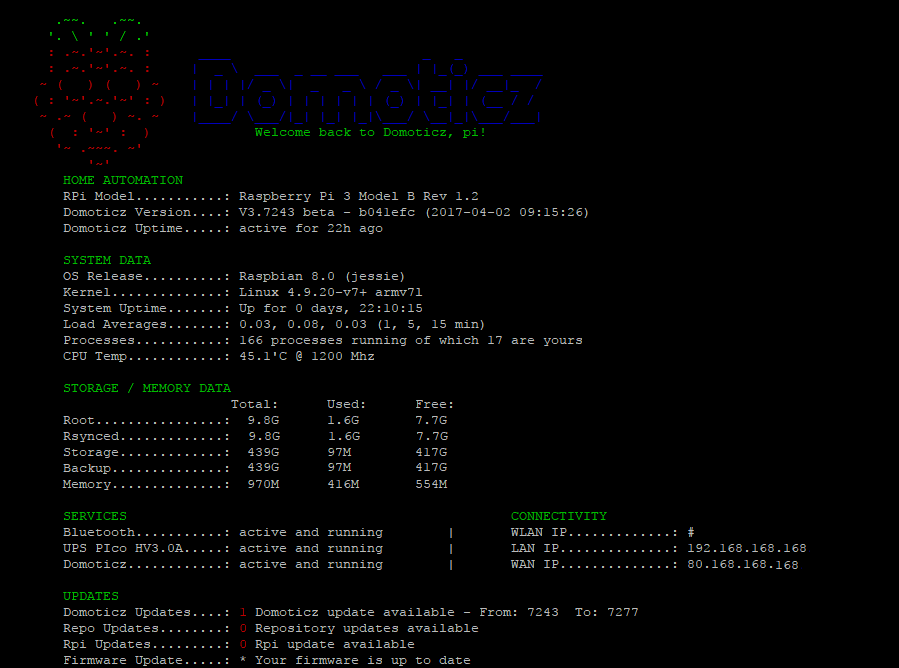 Domoticz
Welcome back to Domoticz, pi!
HOME AUTOMATION
RPi Model...........: Raspberry Pi 3 Model B Rev 1.2
Domoticz Version....: V3.7243 beta - b041efc (2017-04-02 09:15:26)
Domoticz Uptime.....: active for 22h ago
SYSTEM DATA
OS Release..........: Raspbian 8.0 (jessie)
Kernel..............: Linux 4.9.20-v7+ armv7l
System Uptime.......: Up for 0 days, 22:10:15
Load Averages.......: 0.03, 0.08, 0.03 (1, 5, 15 min)
Processes...........: 166 processes running of which 17 are yours
CPU Temp............: 45.1'C @ 1200 Mhz
STORAGE / MEMORY DATA
Total: Used: Free:
Root................: 9.8G 1.6G 7.7G
Rsynced.............: 9.8G 1.6G 7.7G
Storage.............: 439G 97M 417G
Backup..............: 439G 97M 417G
Memory..............: 970M 416M 554M
SERVICES CONNECTIVITY
Bluetooth...........: active and running | WLAN IP.............: #
UPS PIco HV3.0A.....: active and running | LAN IP..............: 192.168.168.168
Domoticz............: active and running | WAN IP..............: 80.168.168.168
UPDATES
Domoticz Updates....: 1 Domoticz update available - From: 7243 To: 7277
Repo Updates........: 0 Repository updates available
Rpi Updates.........: 0 Rpi update available
Firmware Update.....: * Your firmware is up to date